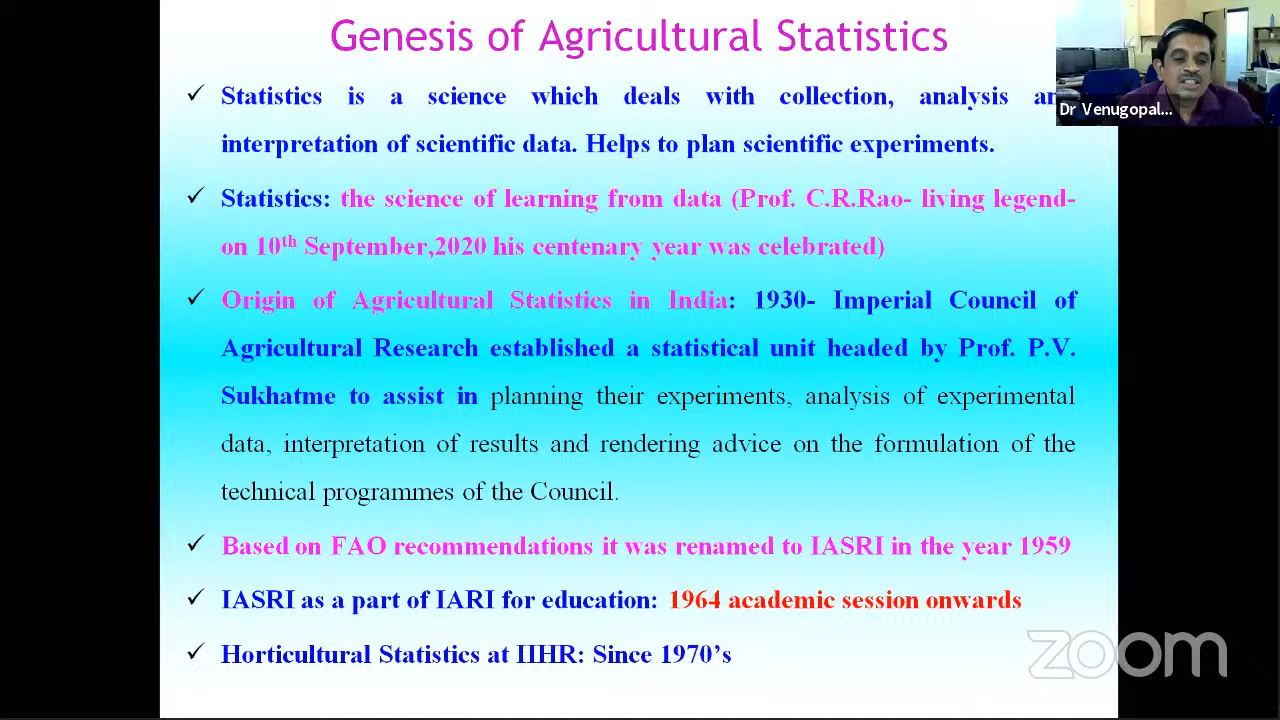 Genesis of Agricultural Statistics
✓ Statistics is a science which deals with collection, analysis
interpretation of scientific data. Helps to plan scientific experiments.
✓ Statistics: the science of learning from data (Prof. C.R.Rao- living legend-
on 10th September,2020 his centenary year was celebrated)
✓ Origin of Agricultural Statistics in India: 1930- Imperial Council of
Agricultural Research established a statistical unit headed by Prof. P.V.
Sukhatme to assist in planning their experiments, analysis of experimental
data, interpretation of results and rendering advice on the formulation of the
technical programmes of the Council.
✓ Based on FAO recommendations it was renamed to IASRI in the year 1959
✓ IASRI as a part of IARI for education: 1964 academic session onwards
✓ Horticultural Statistics at IIHR: Since 1970’s
Dr Venugopal...
zoom